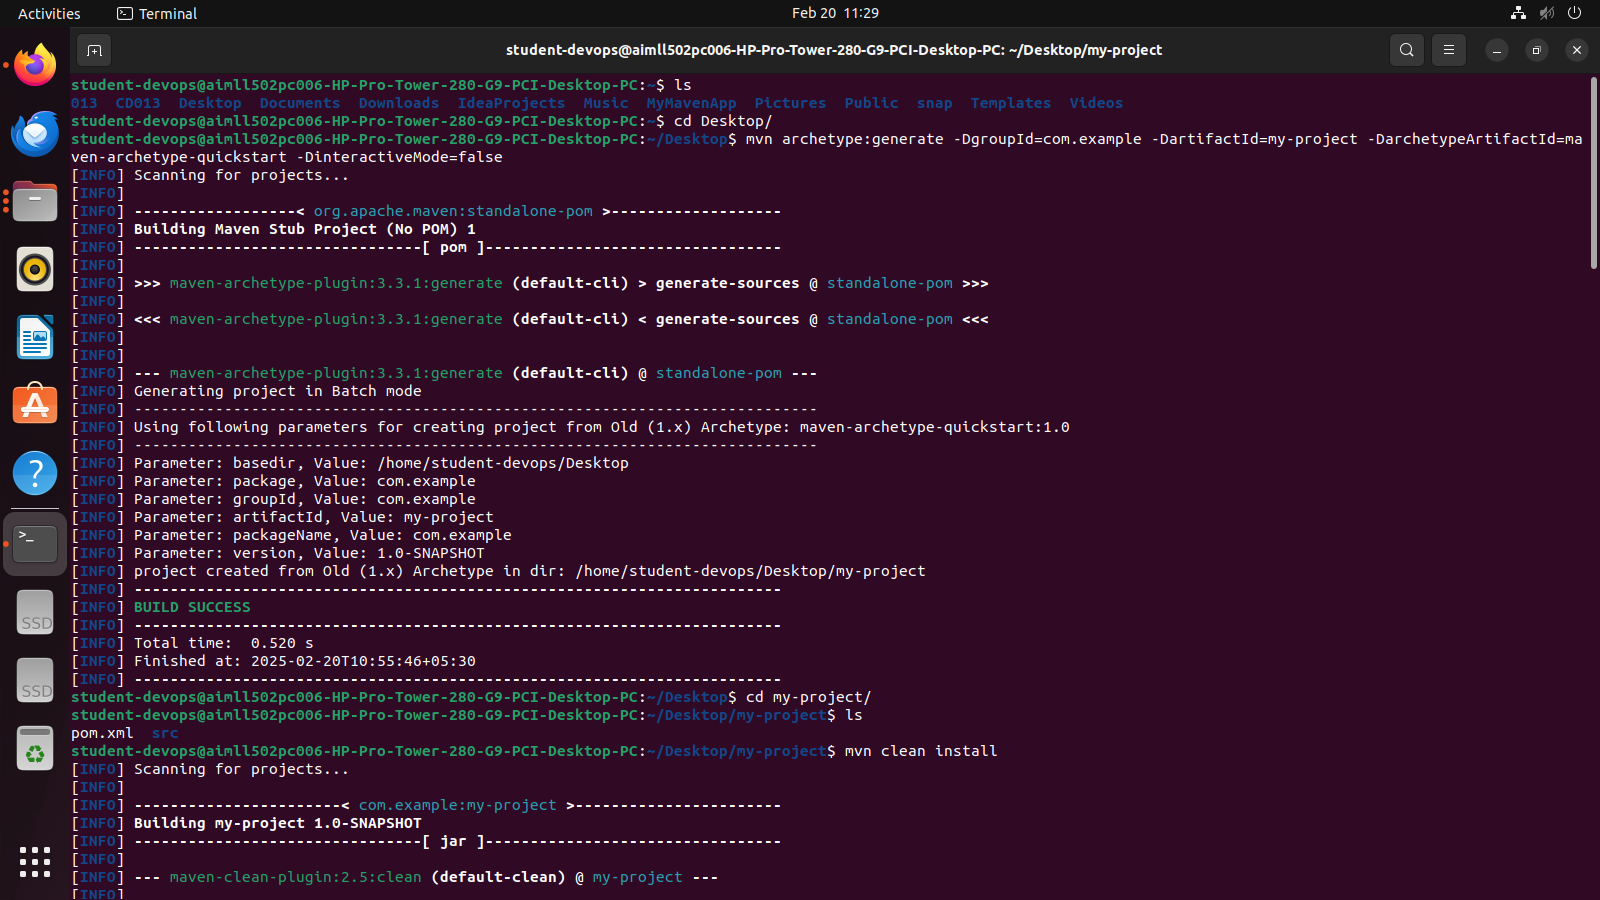 Activities
Terminal
Feb 20 11:29
student-devops@aimll502pc006-HP-Pro-Tower-280-G9-PCI-Desktop-PC: ~/Desktop/my-project
student-devops@aimll502pc006-HP-Pro-Tower-280-G9-PCI-Desktop-PC:~$ ls
013  CD013  Desktop  Documents  Downloads  IdeaProjects  Music  MyMavenApp  Pictures  Public  snap  Templates  Videos
student-devops@aimll502pc006-HP-Pro-Tower-280-G9-PCI-Desktop-PC:~$ cd Desktop/
student-devops@aimll502pc006-HP-Pro-Tower-280-G9-PCI-Desktop-PC:~/Desktop$ mvn archetype:generate -DgroupId=com.example -DartifactId=my-project -DarchetypeArtifactId=ma
ven-archetype-quickstart -DinteractiveMode=false
[INFO] Scanning for projects...
[INFO]
[INFO] ------------------< org.apache.maven:standalone-pom >-------------------
[INFO] Building Maven Stub Project (No POM) 1
[INFO] --------------------------------[ pom ]---------------------------------
[INFO]
[INFO] >>> maven-archetype-plugin:3.3.1:generate (default-cli) > generate-sources @ standalone-pom >>>
[INFO]
[INFO] <<< maven-archetype-plugin:3.3.1:generate (default-cli) < generate-sources @ standalone-pom <<<
[INFO]
[INFO]
[INFO] --- maven-archetype-plugin:3.3.1:generate (default-cli) @ standalone-pom ---
[INFO] Generating project in Batch mode
[INFO] ----------------------------------------------------------------------------
[INFO] Using following parameters for creating project from Old (1.x) Archetype: maven-archetype-quickstart:1.0
[INFO] ----------------------------------------------------------------------------
[INFO] Parameter: basedir, Value: /home/student-devops/Desktop
[INFO] Parameter: package, Value: com.example
[INFO] Parameter: groupId, Value: com.example
[INFO] Parameter: artifactId, Value: my-project
[INFO] Parameter: packageName, Value: com.example
[INFO] Parameter: version, Value: 1.0-SNAPSHOT
[INFO] project created from Old (1.x) Archetype in dir: /home/student-devops/Desktop/my-project
[INFO] ------------------------------------------------------------------------
[INFO] BUILD SUCCESS
[INFO] ------------------------------------------------------------------------
[INFO] Total time:  0.520 s
[INFO] Finished at: 2025-02-20T10:55:46+05:30
[INFO] ------------------------------------------------------------------------
student-devops@aimll502pc006-HP-Pro-Tower-280-G9-PCI-Desktop-PC:~/Desktop$ cd my-project/
student-devops@aimll502pc006-HP-Pro-Tower-280-G9-PCI-Desktop-PC:~/Desktop/my-project$ ls
pom.xml  src
student-devops@aimll502pc006-HP-Pro-Tower-280-G9-PCI-Desktop-PC:~/Desktop/my-project$ mvn clean install
[INFO] Scanning for projects...
[INFO]
[INFO] -----------------------< com.example:my-project >-----------------------
[INFO] Building my-project 1.0-SNAPSHOT
[INFO] --------------------------------[ jar ]---------------------------------
[INFO]
[INFO] --- maven-clean-plugin:2.5:clean (default-clean) @ my-project ---
[INFO]
SSD
SSD